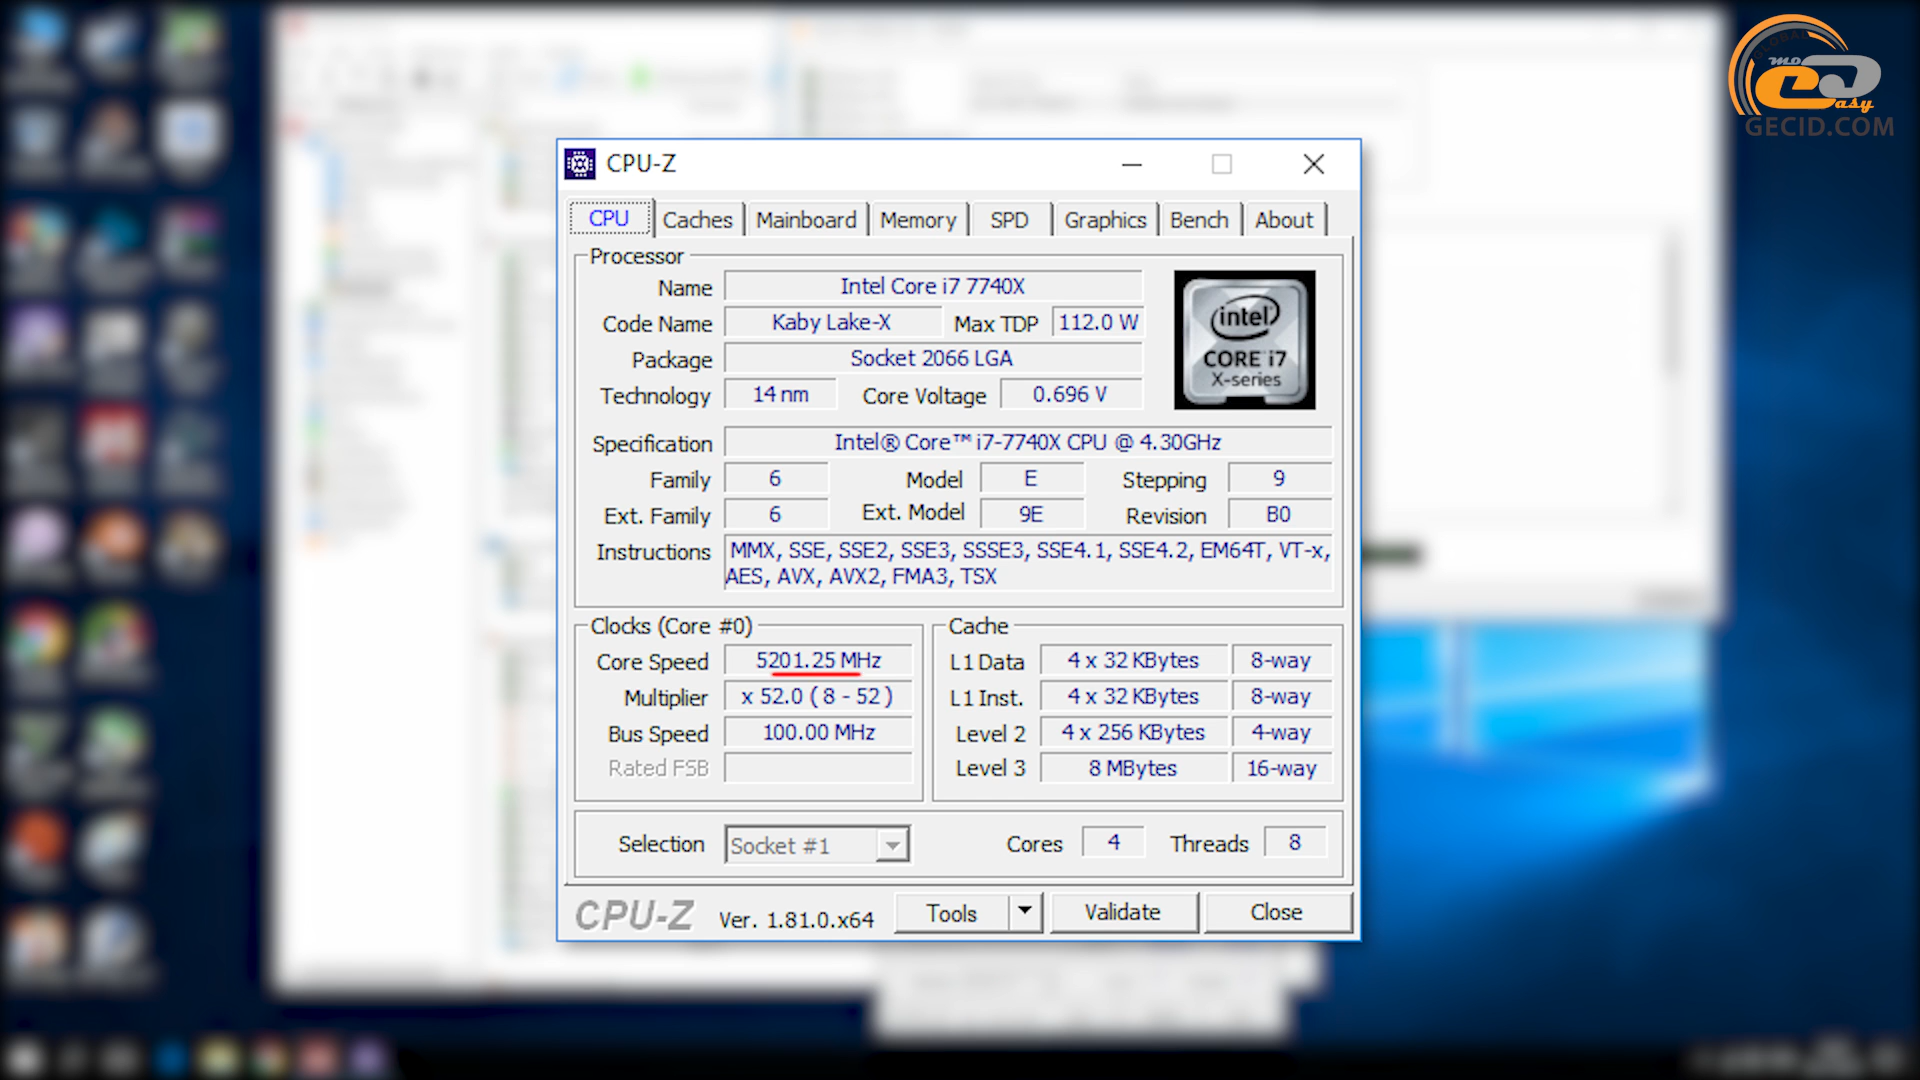 GLOBAL
MDD
easy
GECID.COM
CPU-Z
CPU Caches Mainboard Memory SPD Graphics Bench About
Processor
Name Intel Core i7 7740X
Code Name Kaby Lake-X Max TDP 112.0 W
Package Socket 2066 LGA
Technology 14 nm Core Voltage 0.696 V
intel
CORE i7
X-series
Specification Intel® Core™ i7-7740X CPU @ 4.30GHz
Family 6 Model E Stepping 9
Ext. Family 6 Ext. Model 9E Revision B0
Instructions MMX, SSE, SSE2, SSE3, SSSE3, SSE4.1, SSE4.2, EM64T, VT-x,
AES, AVX, AVX2, FMA3, TSX
Clocks (Core #0)
Core Speed 5201.25 MHz
Multiplier x 52.0 ( 8 - 52 )
Bus Speed 100.00 MHz
Rated FSB
Cache
L1 Data 4 x 32 KBytes 8-way
L1 Inst. 4 x 32 KBytes 8-way
Level 2 4 x 256 KBytes 4-way
Level 3 8 MBytes 16-way
Selection Socket #1 Cores 4 Threads 8
CPU-Z Ver. 1.81.0.x64 Tools Validate Close